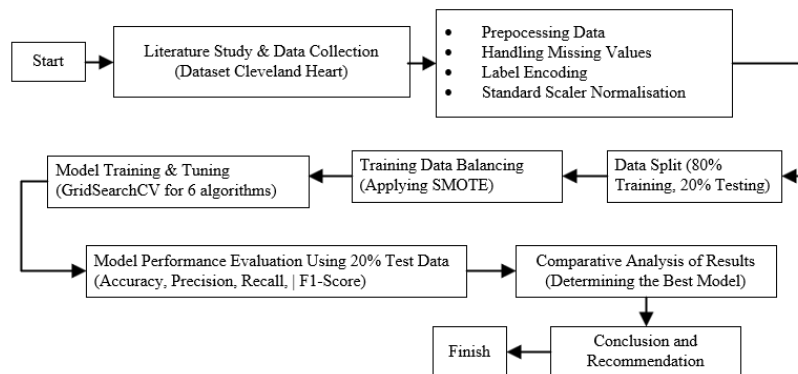 Start
Literature Study & Data Collection
(Dataset Cleveland Heart)
• Prepocessing Data
• Handling Missing Values
• Label Encoding
• Standard Scaler Normalisation
Data Split (80%
Training, 20% Testing)
Training Data Balancing
(Applying SMOTE)
Model Training & Tuning
(GridSearchCV for 6 algorithms)
Model Performance Evaluation Using 20% Test Data
(Accuracy, Precision, Recall, | F1-Score)
Comparative Analysis of Results
(Determining the Best Model)
Conclusion and
Recommendation
Finish